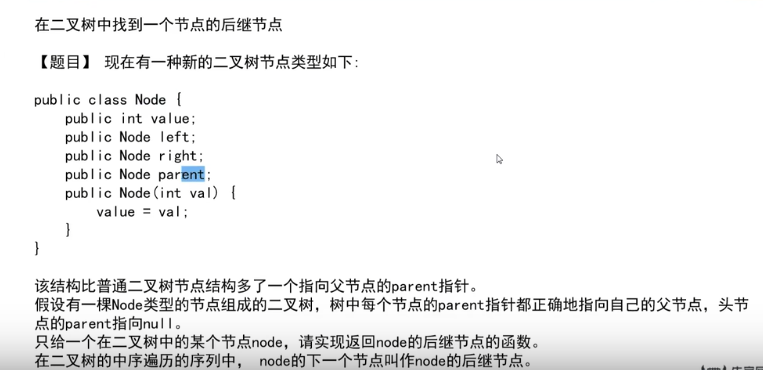 在二叉树中找到一个节点的后继节点
【题目】 现在有一种新的二叉树节点类型如下:
public class Node {
public int value;
public Node left;
public Node right;
public Node parent;
public Node(int val) {
value = val;
}
}
该结构比普通二叉树节点结构多了一个指向父节点的parent指针。
假设有一棵Node类型的节点组成的二叉树，树中每个节点的parent指针都正确地指向自己的父节点，头节
点的parent指向null。
只给一个在二叉树中的某个节点node，请实现返回node的后继节点的函数。
在二叉树的中序遍历的序列中， node的下一个节点叫作node的后继节点。